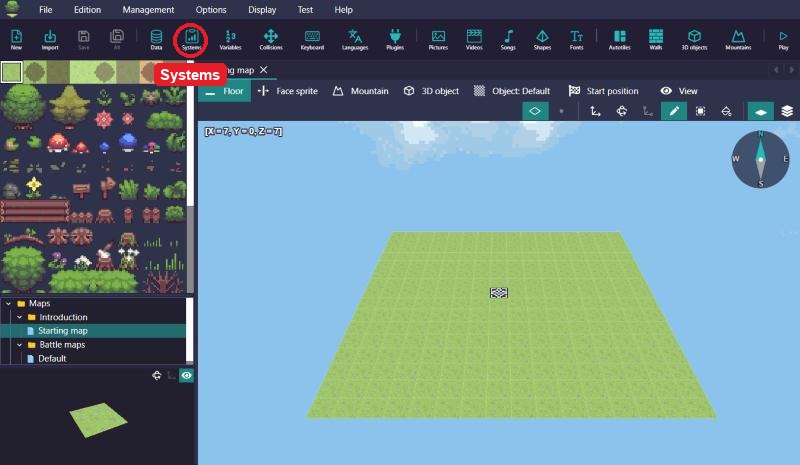 File Edition Management Options Display Test Help
New Import Save All Data Systems Variables Collisions Keyboard Languages Plugins Pictures Videos Songs Shapes Fonts Autotiles Walls 3D objects Mountains Play
Systems
ng map
Floor Face sprite Mountain 3D object Object: Default Start position View
[X = 7, Y = 0, Z = 7]
N
W E
S
Maps
Introduction
Starting map
Battle maps
Default